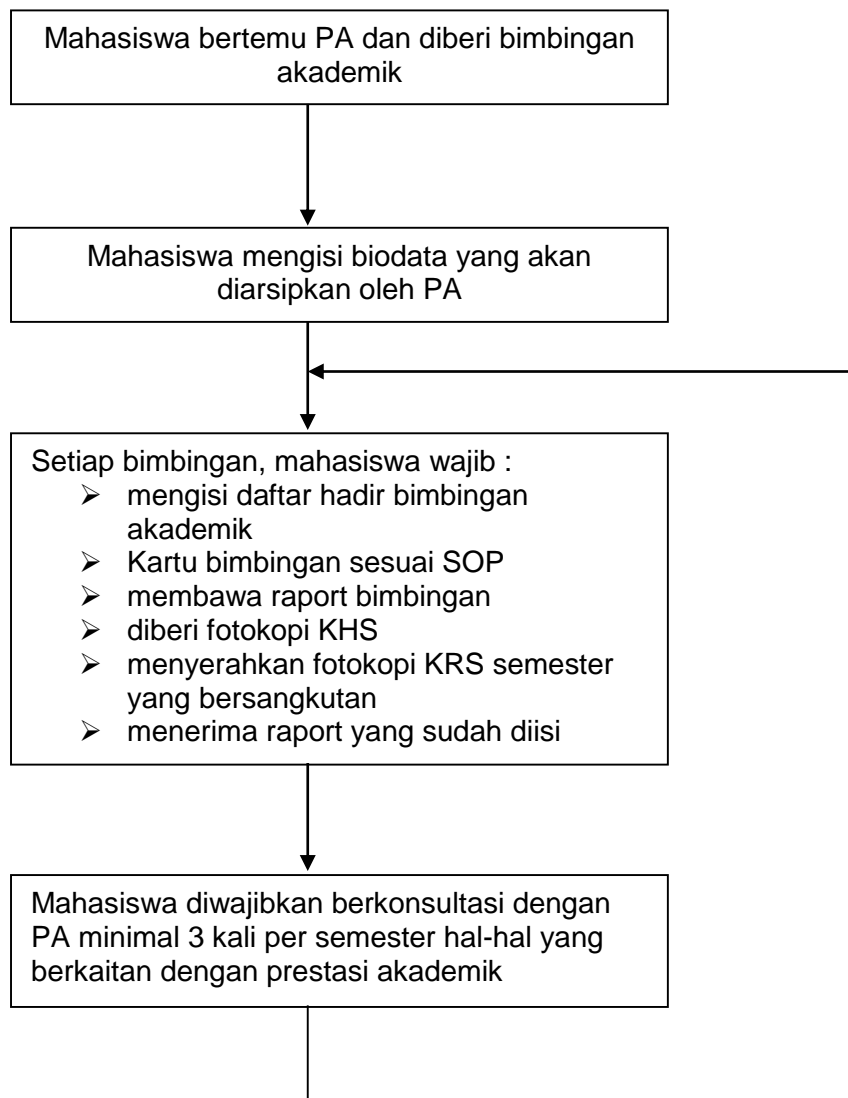 Mahasiswa bertemu PA dan diberi bimbingan
akademik
Mahasiswa mengisi biodata yang akan
diarsipkan oleh PA
Setiap bimbingan, mahasiswa wajib :
➢ mengisi daftar hadir bimbingan
akademik
➢ Kartu bimbingan sesuai SOP
➢ membawa raport bimbingan
➢ diberi fotokopi KHS
➢ menyerahkan fotokopi KRS semester
yang bersangkutan
➢ menerima raport yang sudah diisi
Mahasiswa diwajibkan berkonsultasi dengan
PA minimal 3 kali per semester hal-hal yang
berkaitan dengan prestasi akademik